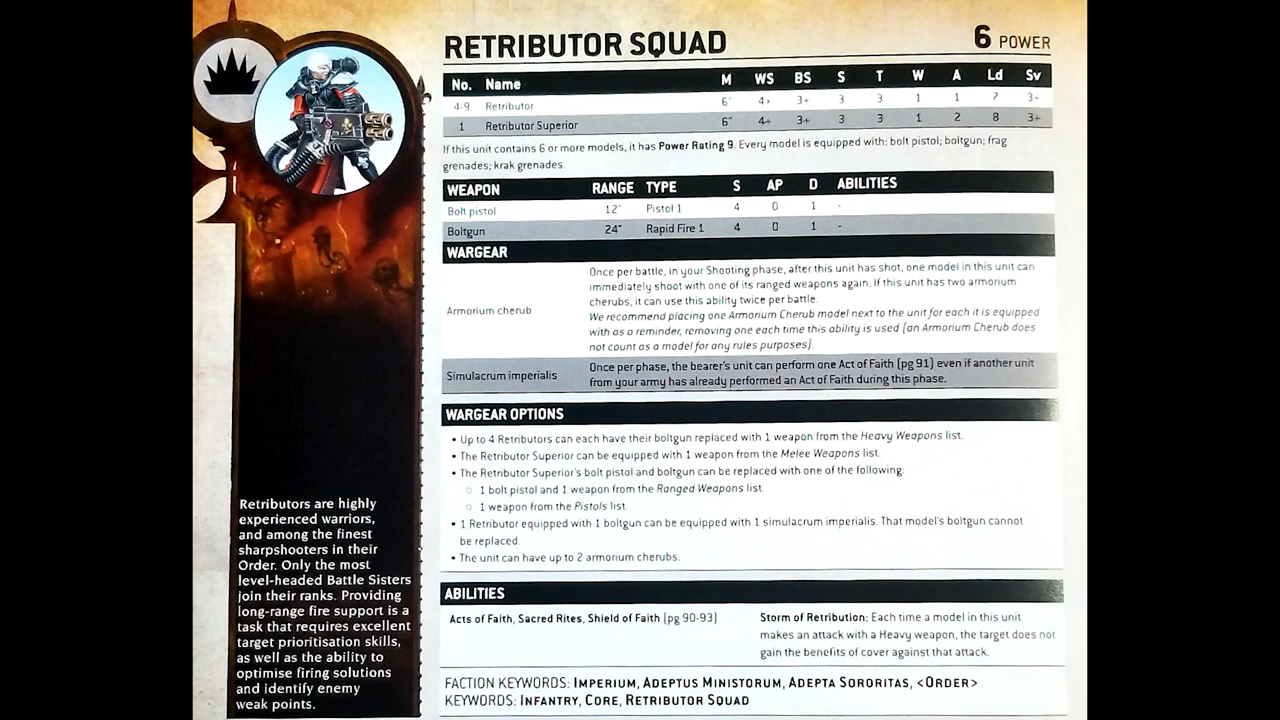 RETRIBUTOR SQUAD 6 POWER
No. Name M WS BS S T W A Ld Sv
4-9 Retributor 6" 4+ 3+ 3 3 1 1 7 3+
1 Retributor Superior 6" 4+ 3+ 3 3 1 2 8 3+
If this unit contains 6 or more models, it has Power Rating 9. Every model is equipped with: bolt pistol; boltgun; frag
grenades; krak grenades.
WEAPON RANGE TYPE S AP D ABILITIES
Bolt pistol 12" Pistol 1 4 0 1 -
Boltgun 24" Rapid Fire 1 4 0 1 -
WARGEAR
Armorium cherub
Once per battle, in your Shooting phase, after this unit has shot, one model in this unit can
immediately shoot with one of its ranged weapons again. If this unit has two armorium
cherubs, it can use this ability twice per battle.
We recommend placing one Armorium Cherub model next to the unit for each it is equipped
with as a reminder, removing one each time this ability is used (an Armorium Cherub does
not count as a model for any rules purposes).
Simulacrum imperialis
Once per phase, the bearer's unit can perform one Act of Faith (pg 91) even if another unit
from your army has already performed an Act of Faith during this phase.
WARGEAR OPTIONS
• Up to 4 Retributors can each have their boltgun replaced with 1 weapon from the Heavy Weapons list.
• The Retributor Superior can be equipped with 1 weapon from the Melee Weapons list.
• The Retributor Superior's bolt pistol and boltgun can be replaced with one of the following:
○ 1 bolt pistol and 1 weapon from the Ranged Weapons list.
○ 1 weapon from the Pistols list.
• 1 Retributor equipped with 1 boltgun can be equipped with 1 simulacrum imperialis. That model's boltgun cannot
be replaced.
• The unit can have up to 2 armorium cherubs.
ABILITIES
Acts of Faith, Sacred Rites, Shield of Faith (pg 90-93)
Storm of Retribution: Each time a model in this unit
makes an attack with a Heavy weapon, the target does not
gain the benefits of cover against that attack.
FACTION KEYWORDS: IMPERIUM, ADEPTUS MINISTORUM, ADEPTA SORORITAS, <ORDER>
KEYWORDS: INFANTRY, CORE, RETRIBUTOR SQUAD
Retributors are highly
experienced warriors,
and among the finest
sharpshooters in their
Order. Only the most
level-headed Battle Sisters
join their ranks. Providing
long-range fire support is a
task that requires excellent
target prioritisation skills,
as well as the ability to
optimise firing solutions
and identify enemy
weak points.